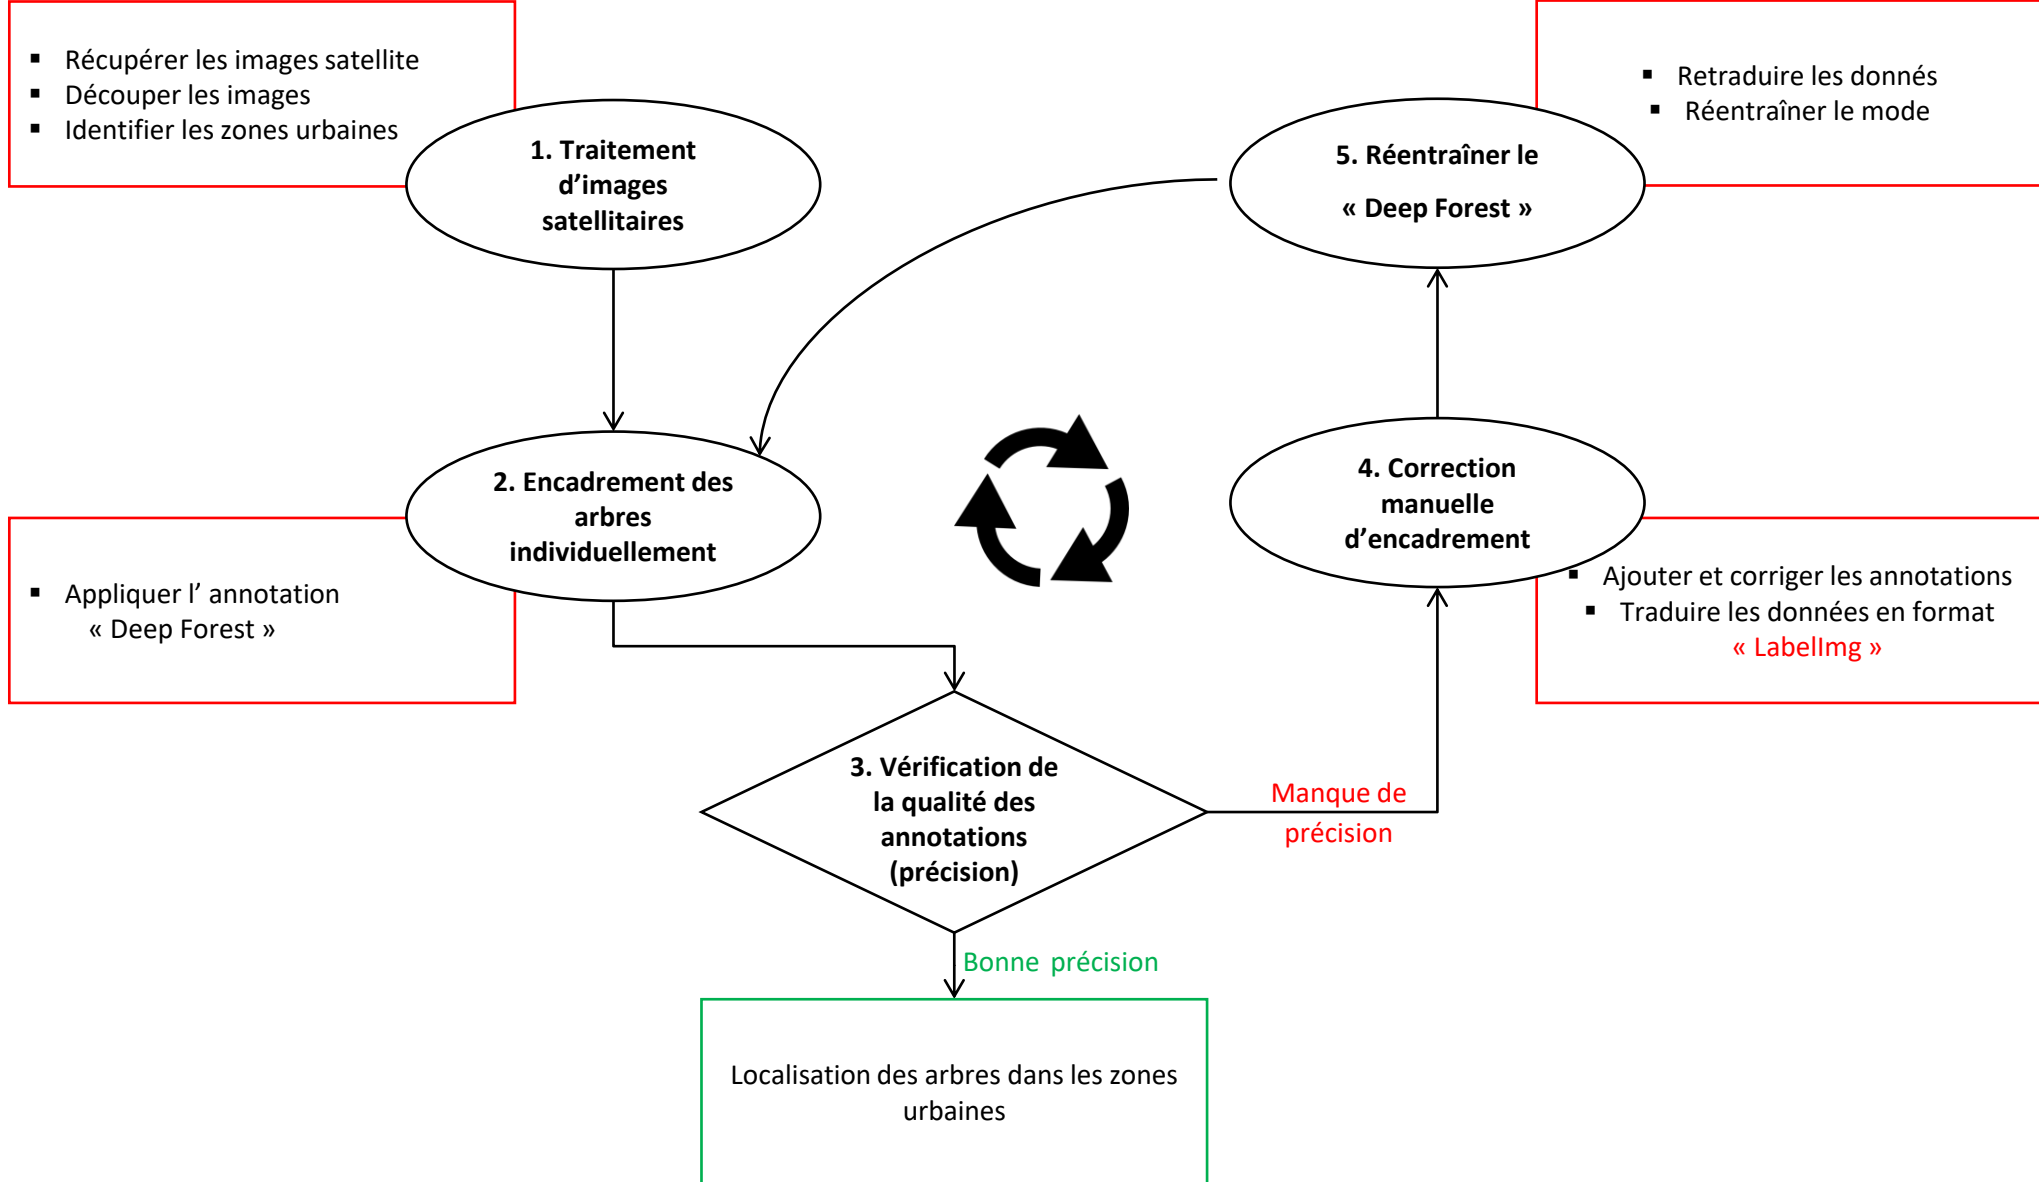 ▪ Récupérer les images satellite
▪ Découper les images
▪ Identifier les zones urbaines
1. Traitement
d’images
satellitaires
5. Réentraîner le
« Deep Forest »
▪ Retraduire les donnés
▪ Réentraîner le mode
2. Encadrement des
arbres
individuellement
▪ Appliquer l’ annotation
« Deep Forest »
4. Correction
manuelle
d’encadrement
▪ Ajouter et corriger les annotations
▪ Traduire les données en format
« LabelImg »
3. Vérification de
la qualité des
annotations
(précision)
Manque de
précision
Bonne précision
Localisation des arbres dans les zones
urbaines